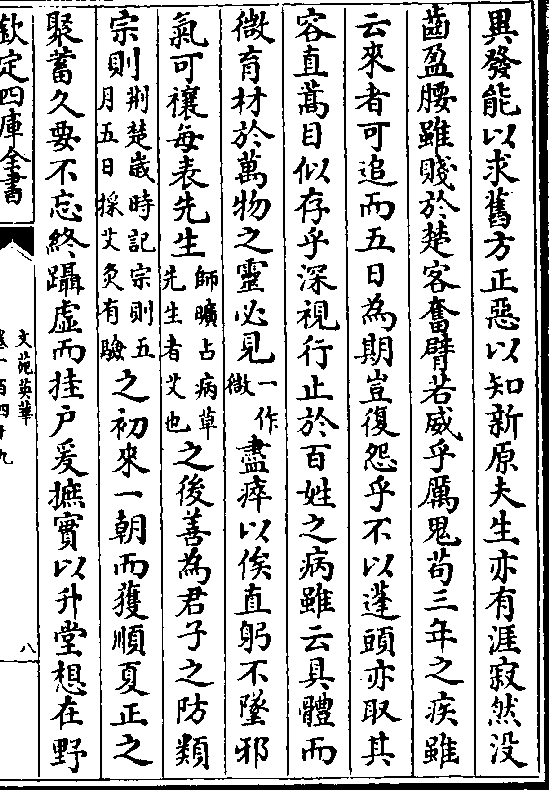 異發能以求舊方正惡以知新原夫生亦有涯寂然没
齒盈腰雖賤於楚客奮臂若威乎厲鬼苟三年之疾雖
云來者可追而五日為期豈復怨乎不以蓬頭亦取其
容直蒿目似存乎深視行止於百姓之病雖云具體而
微育材於萬物之靈必見一作微盡瘁以俟直躬不墜邪
氣可禳每表先生師曠占病草先生者艾也之後善為君子之防類
宗則荆楚歲時記宗則五月五日採艾灸有驗之初來一朝而獲順夏正之
聚蓄久要不忘終躡虛而挂戶爰摭實以升堂想在野
欽定四庫全書
文苑英華
卷一百四十九
八